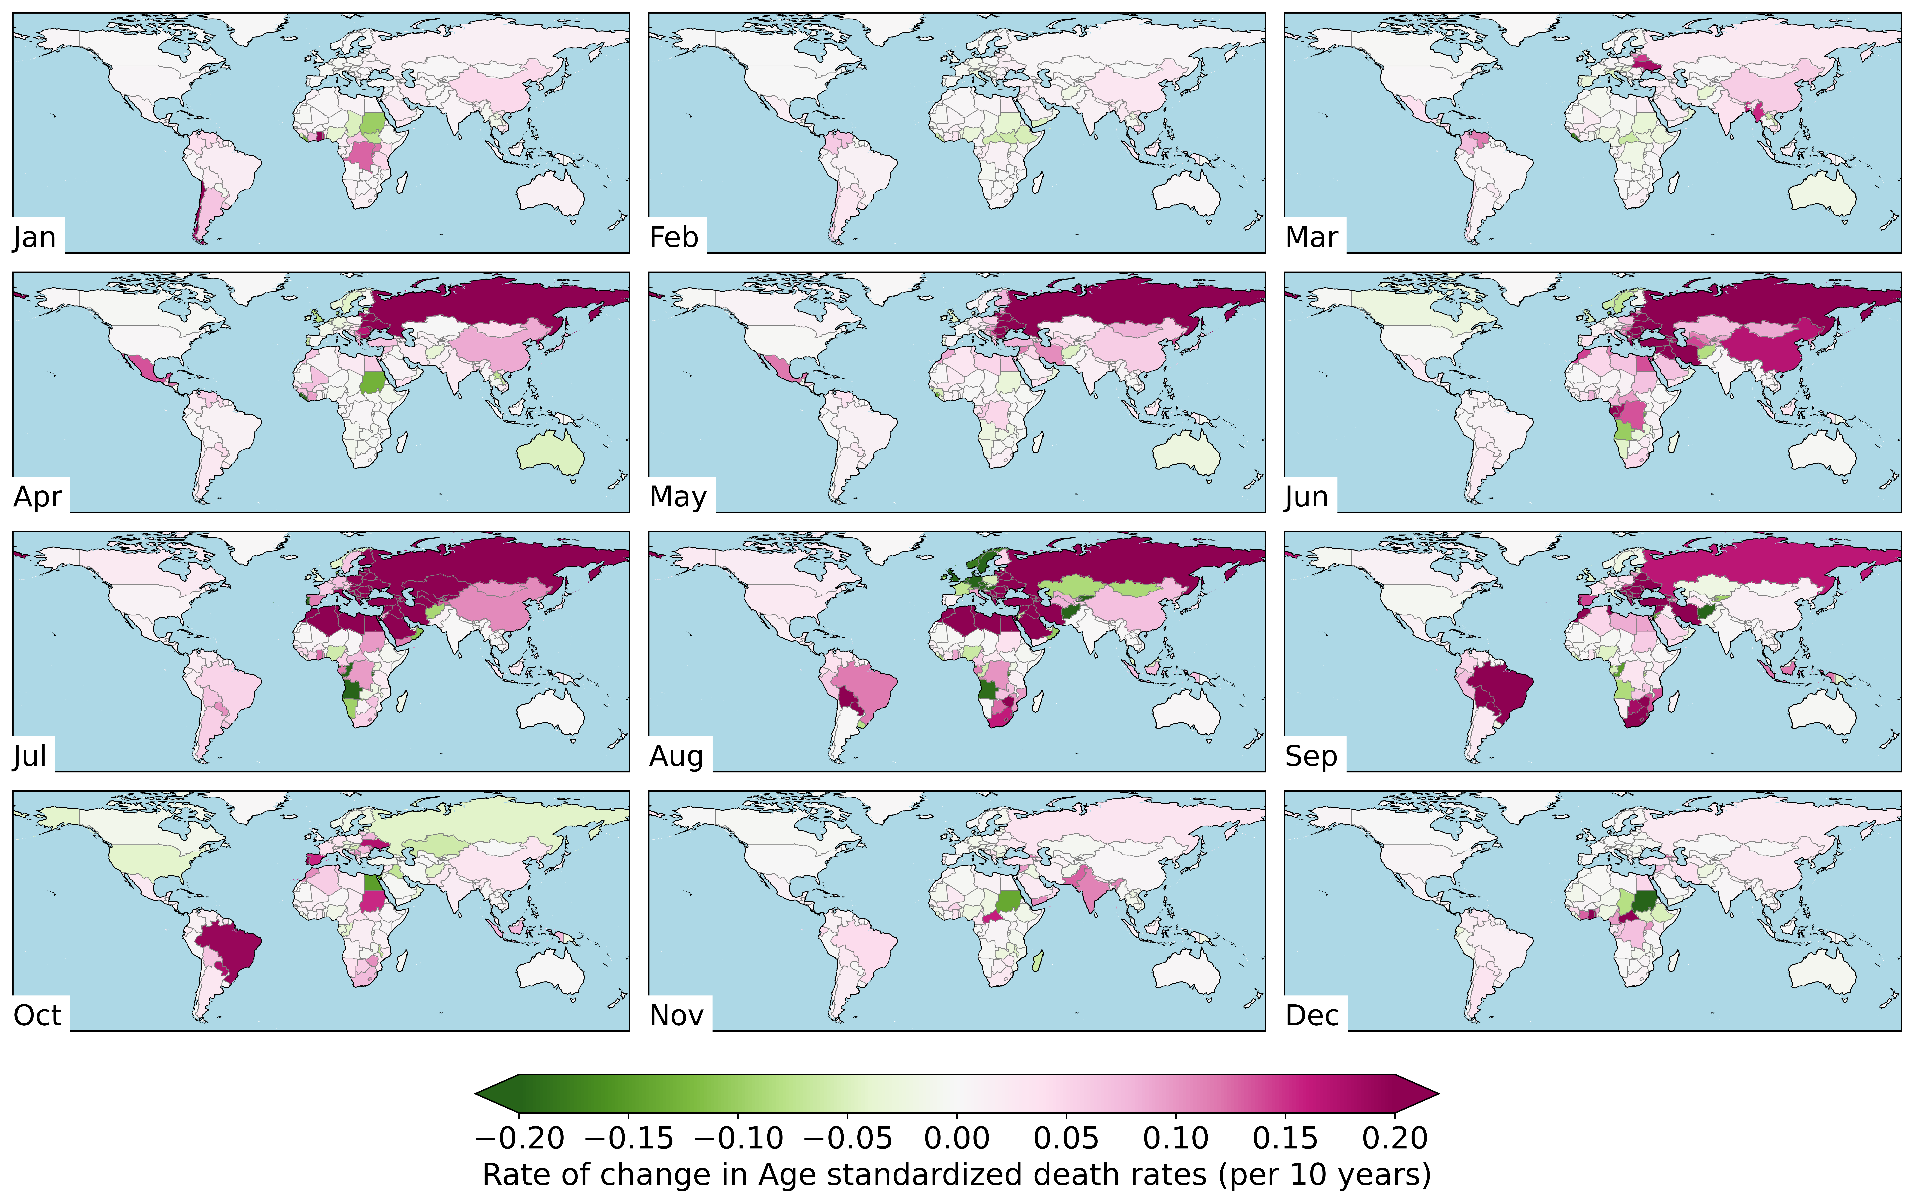 Jan
Feb
Mar
Apr
May
Jun
Jul
Aug
Sep
Oct
Nov
Dec
−0.20 −0.15 −0.10 −0.05 0.00 0.05 0.10 0.15 0.20
Rate of change in Age standardized death rates (per 10 years)